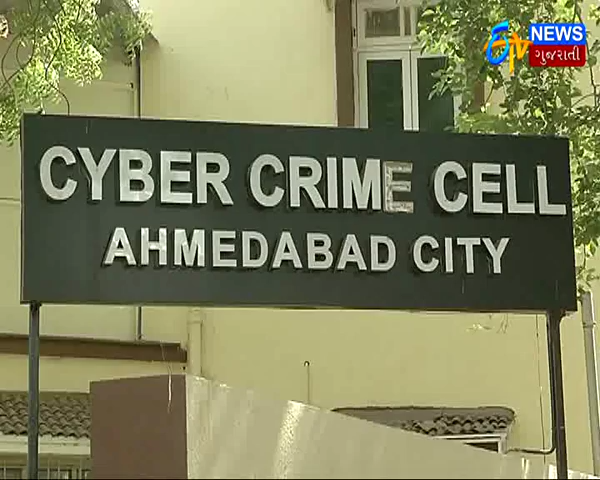 ETV NEWS
ગુજરાતી
CYBER CRIME CELL
AHMEDABAD CITY